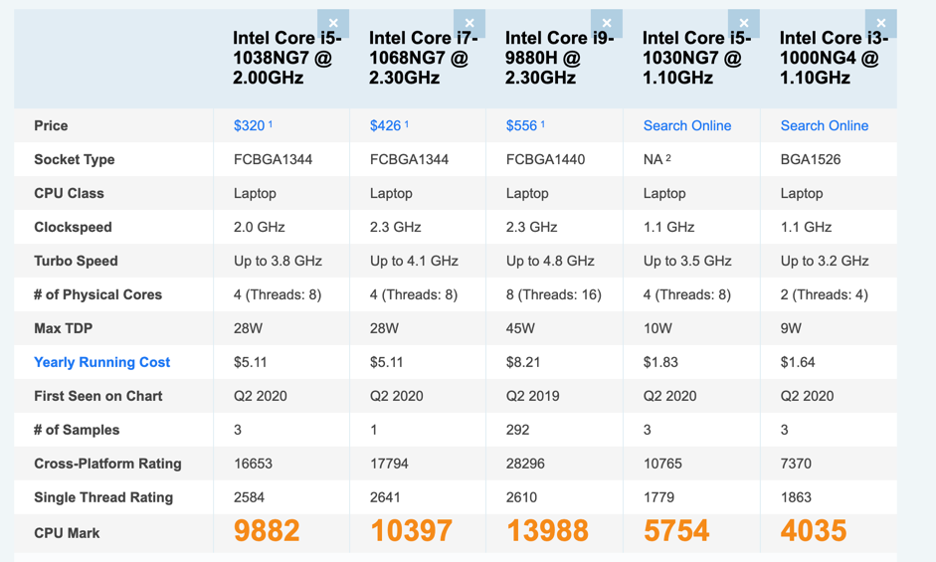 × × × × ×
Intel Core i5-1038NG7 @ 2.00GHz Intel Core i7-1068NG7 @ 2.30GHz Intel Core i9-9880H @ 2.30GHz Intel Core i5-1030NG7 @ 1.10GHz Intel Core i3-1000NG4 @ 1.10GHz
Price $320 1 $426 1 $556 1 Search Online Search Online
Socket Type FCBGA1344 FCBGA1344 FCBGA1440 NA 2 BGA1526
CPU Class Laptop Laptop Laptop Laptop Laptop
Clockspeed 2.0 GHz 2.3 GHz 2.3 GHz 1.1 GHz 1.1 GHz
Turbo Speed Up to 3.8 GHz Up to 4.1 GHz Up to 4.8 GHz Up to 3.5 GHz Up to 3.2 GHz
# of Physical Cores 4 (Threads: 8) 4 (Threads: 8) 8 (Threads: 16) 4 (Threads: 8) 2 (Threads: 4)
Max TDP 28W 28W 45W 10W 9W
Yearly Running Cost $5.11 $5.11 $8.21 $1.83 $1.64
First Seen on Chart Q2 2020 Q2 2020 Q2 2019 Q2 2020 Q2 2020
# of Samples 3 1 292 3 3
Cross-Platform Rating 16653 17794 28296 10765 7370
Single Thread Rating 2584 2641 2610 1779 1863
CPU Mark 9882 10397 13988 5754 4035